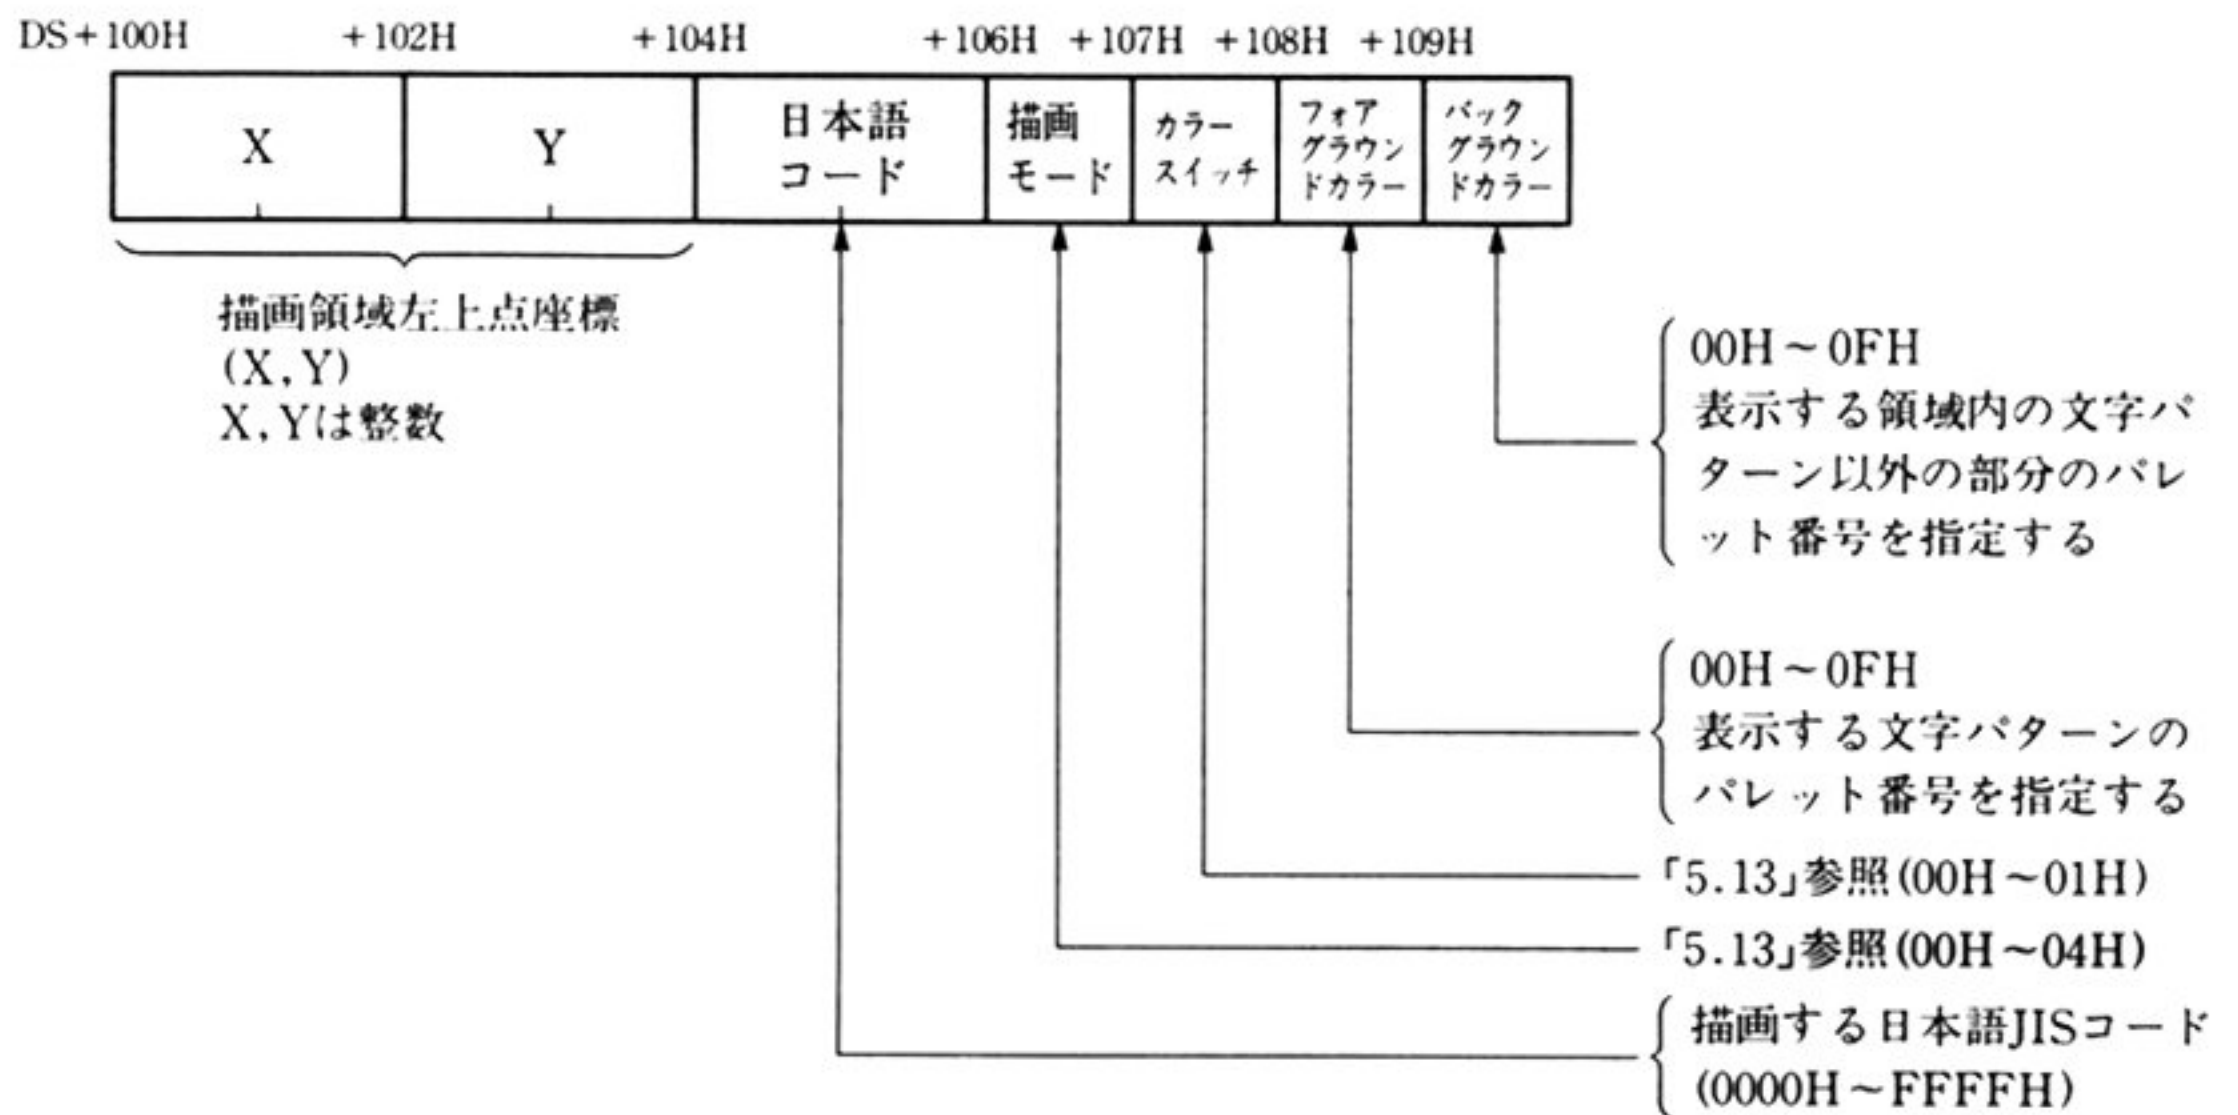 DS+100H +102H +104H +106H +107H +108H +109H
X
Y
日本語
コード
描画
モード
カラー
スイッチ
フォア
グラウン
ドカラー
バック
グラウン
ドカラー
描画領域左上点座標
(X,Y)
X,Yは整数
00H～0FH
表示する領域内の文字パ
ターン以外の部分のパレ
ット番号を指定する
00H～0FH
表示する文字パターンの
パレット番号を指定する
「5.13」参照(00H～01H)
「5.13」参照(00H～04H)
描画する日本語JISコード
(0000H～FFFFH)